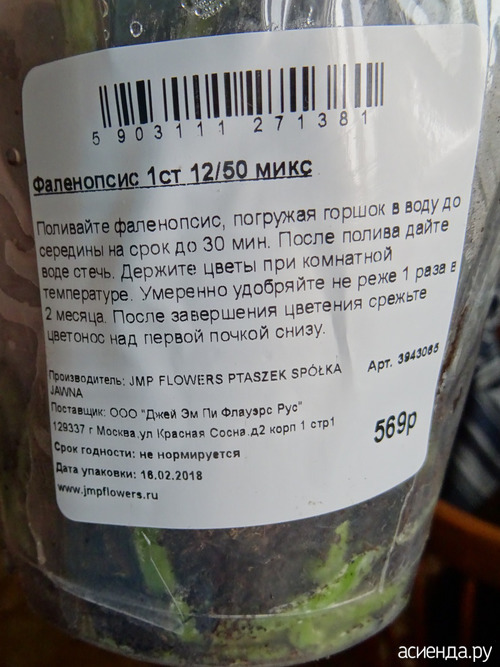 5 903111 271381
Фаленопсис 1ст 12/50 микс
Поливайте фаленопсис, погружая горшок в воду до
середины на срок до 30 мин. После полива дайте
воде стечь. Держите цветы при комнатной
температуре. Умеренно удобряйте не реже 1 раза в
2 месяца. После завершения цветения срежьте
цветонос над первой почкой снизу.
Производитель: JMP FLOWERS PTASZEK SPÓŁKA
JAWNA
Арт. 3943065
Поставщик: ООО "Джей Эм Пи Флауэрс Рус"
129337 г Москва,ул Красная Сосна.д2 корп 1 стр1
569р
Срок годности: не нормируется
Дата упаковки: 16.02.2018
www.jmpflowers.ru
асиенда.ру